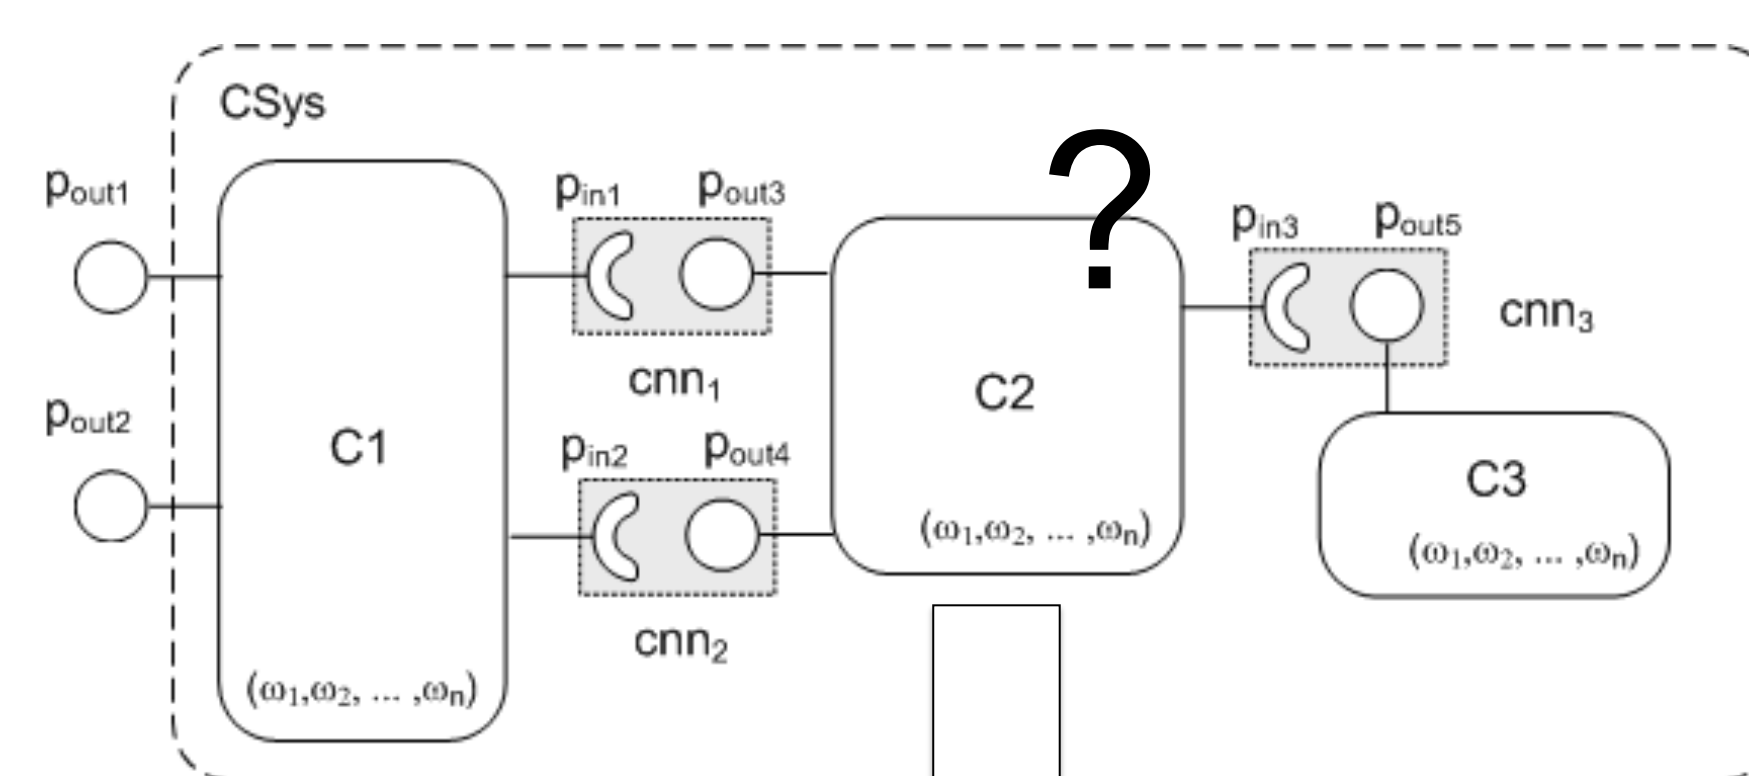 CSys
?
pout1
pin1
pout3
pin3
pout5
cnn3
cnn1
C2
pout2
C1
pin2
pout4
C3
(ω1,ω2, ... ,ωn)
(ω1,ω2, ... ,ωn)
cnn2
(ω1,ω2, ... ,ωn)